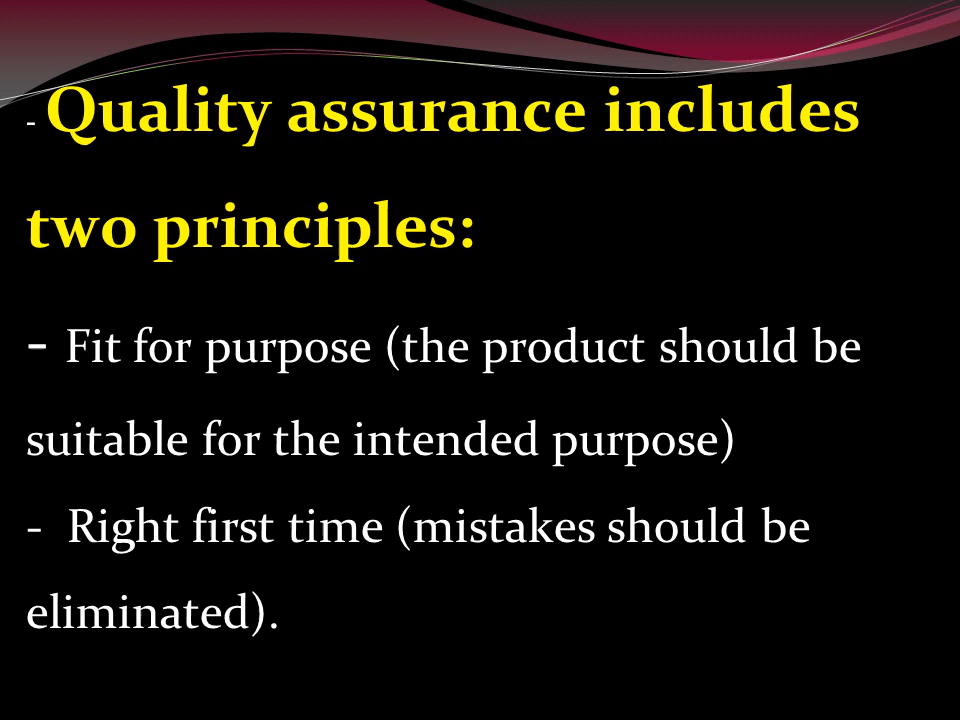 - Quality assurance includes
two principles:
- Fit for purpose (the product should be
suitable for the intended purpose)
- Right first time (mistakes should be
eliminated).